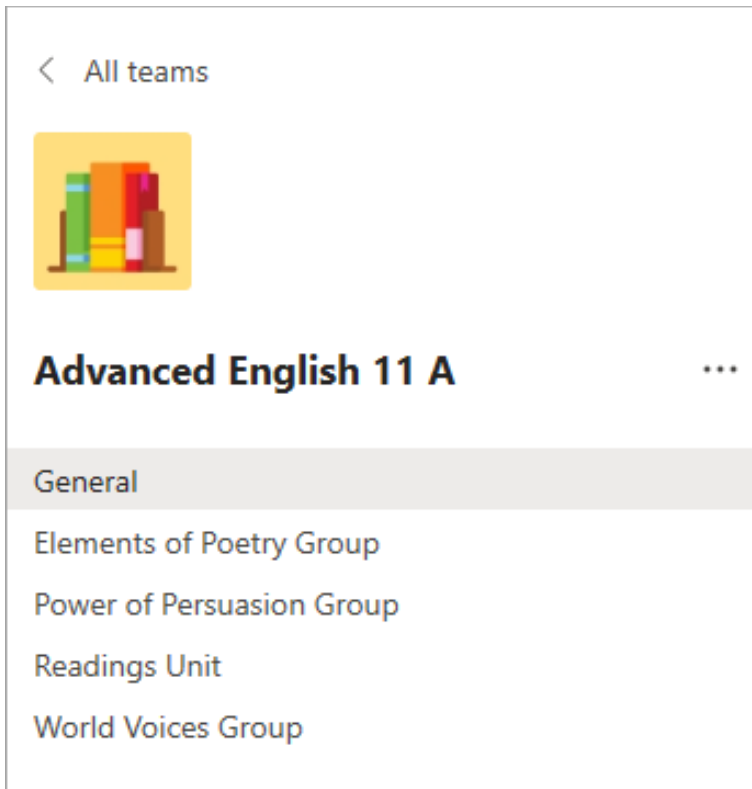 All teams
Advanced English 11 A
General
Elements of Poetry Group
Power of Persuasion Group
Readings Unit
World Voices Group